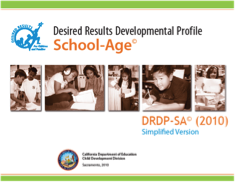 Desired Results Developmental Profile
School-Age©
DRDP-SA© (2010)
Simplified Version
California Department of Education
Child Development Division
Sacramento, 2010